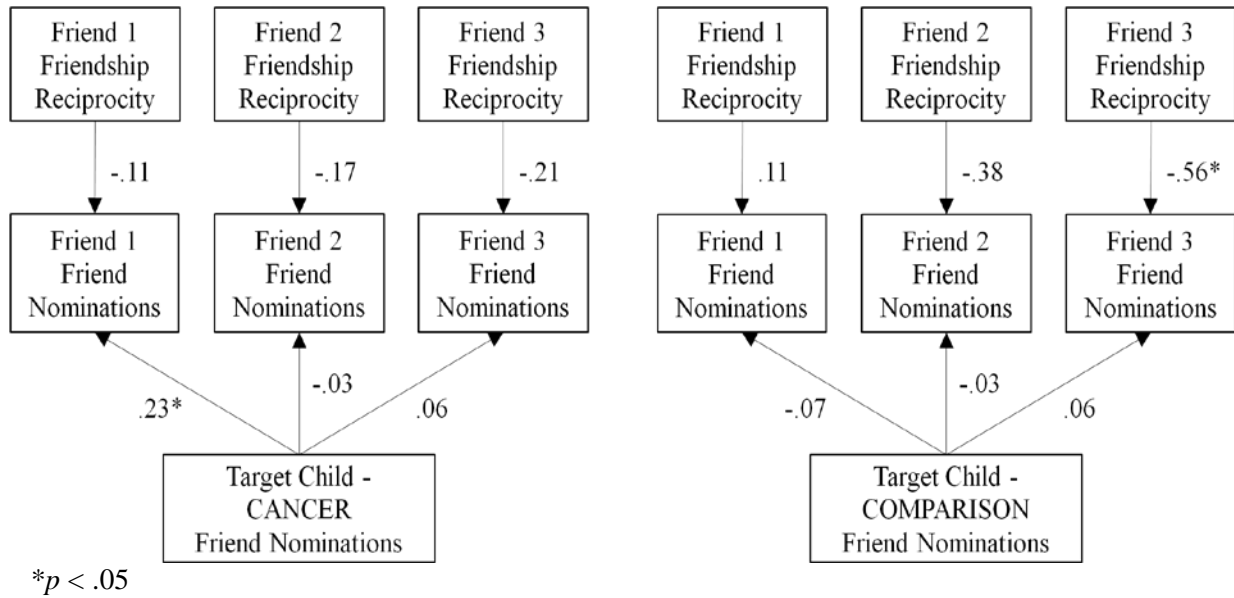 Friend 1
Friendship
Reciprocity
Friend 2
Friendship
Reciprocity
Friend 3
Friendship
Reciprocity
Friend 1
Friendship
Reciprocity
Friend 2
Friendship
Reciprocity
Friend 3
Friendship
Reciprocity
-.11
-.17
-.21
.11
-.38
-.56*
Friend 1
Friend
Nominations
Friend 2
Friend
Nominations
Friend 3
Friend
Nominations
Friend 1
Friend
Nominations
Friend 2
Friend
Nominations
Friend 3
Friend
Nominations
.23*
-.03
.06
-.07
-.03
.06
Target Child -
CANCER
Friend Nominations
Target Child -
COMPARISON
Friend Nominations
*p < .05